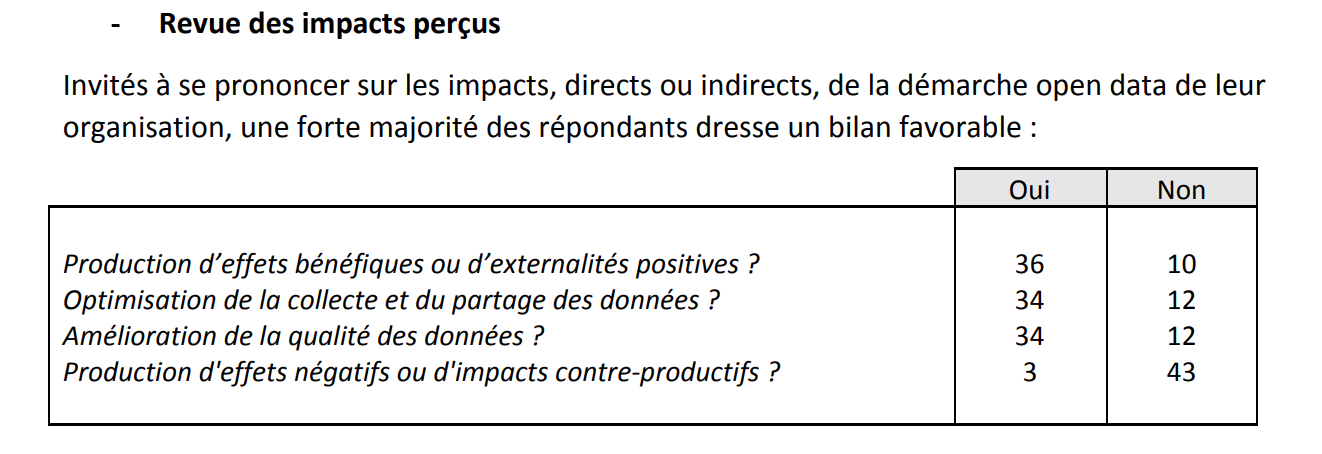 - Revue des impacts perçus
Invités à se prononcer sur les impacts, directs ou indirects, de la démarche open data de leur
organisation, une forte majorité des répondants dresse un bilan favorable :
Oui Non
Production d’effets bénéfiques ou d’externalités positives ? 36 10
Optimisation de la collecte et du partage des données ? 34 12
Amélioration de la qualité des données ? 34 12
Production d'effets négatifs ou d'impacts contre-productifs ? 3 43